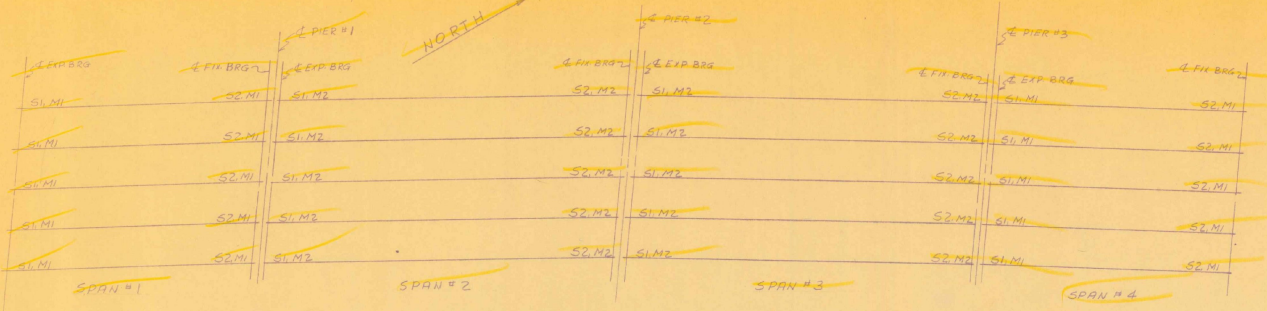 NORTH
℄ PIER #1
℄ PIER #2
℄ PIER #3
℄ EXP BRG
℄ FIX BRG
℄ EXP BRG
℄ FIX BRG
℄ EXP BRG
℄ FIX BRG
℄ EXP BRG
℄ FIX BRG
S1, M1 S2, M1 S1, M2 S2, M2 S1, M2 S2, M2 S1, M1 S2, M1
S1, M1 S2, M1 S1, M2 S2, M2 S1, M2 S2, M2 S1, M1 S2, M1
S1, M1 S2, M1 S1, M2 S2, M2 S1, M2 S2, M2 S1, M1 S2, M1
S1, M1 S2, M1 S1, M2 S2, M2 S1, M2 S2, M2 S1, M1 S2, M1
S1, M1 S2, M1 S1, M2 S2, M2 S1, M2 S2, M2 S1, M1 S2, M1
SPAN #1
SPAN #2
SPAN #3
SPAN #4